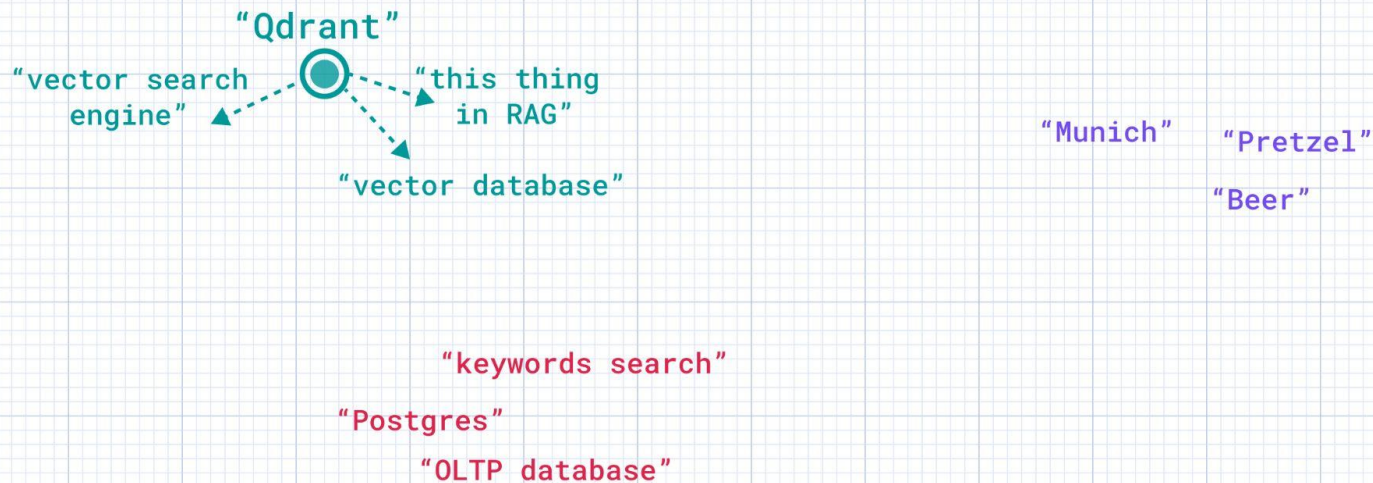 “Qdrant”
“vector search
engine”
“this thing
in RAG”
“vector database”
“Munich”
“Pretzel”
“Beer”
“keywords search”
“Postgres”
“OLTP database”